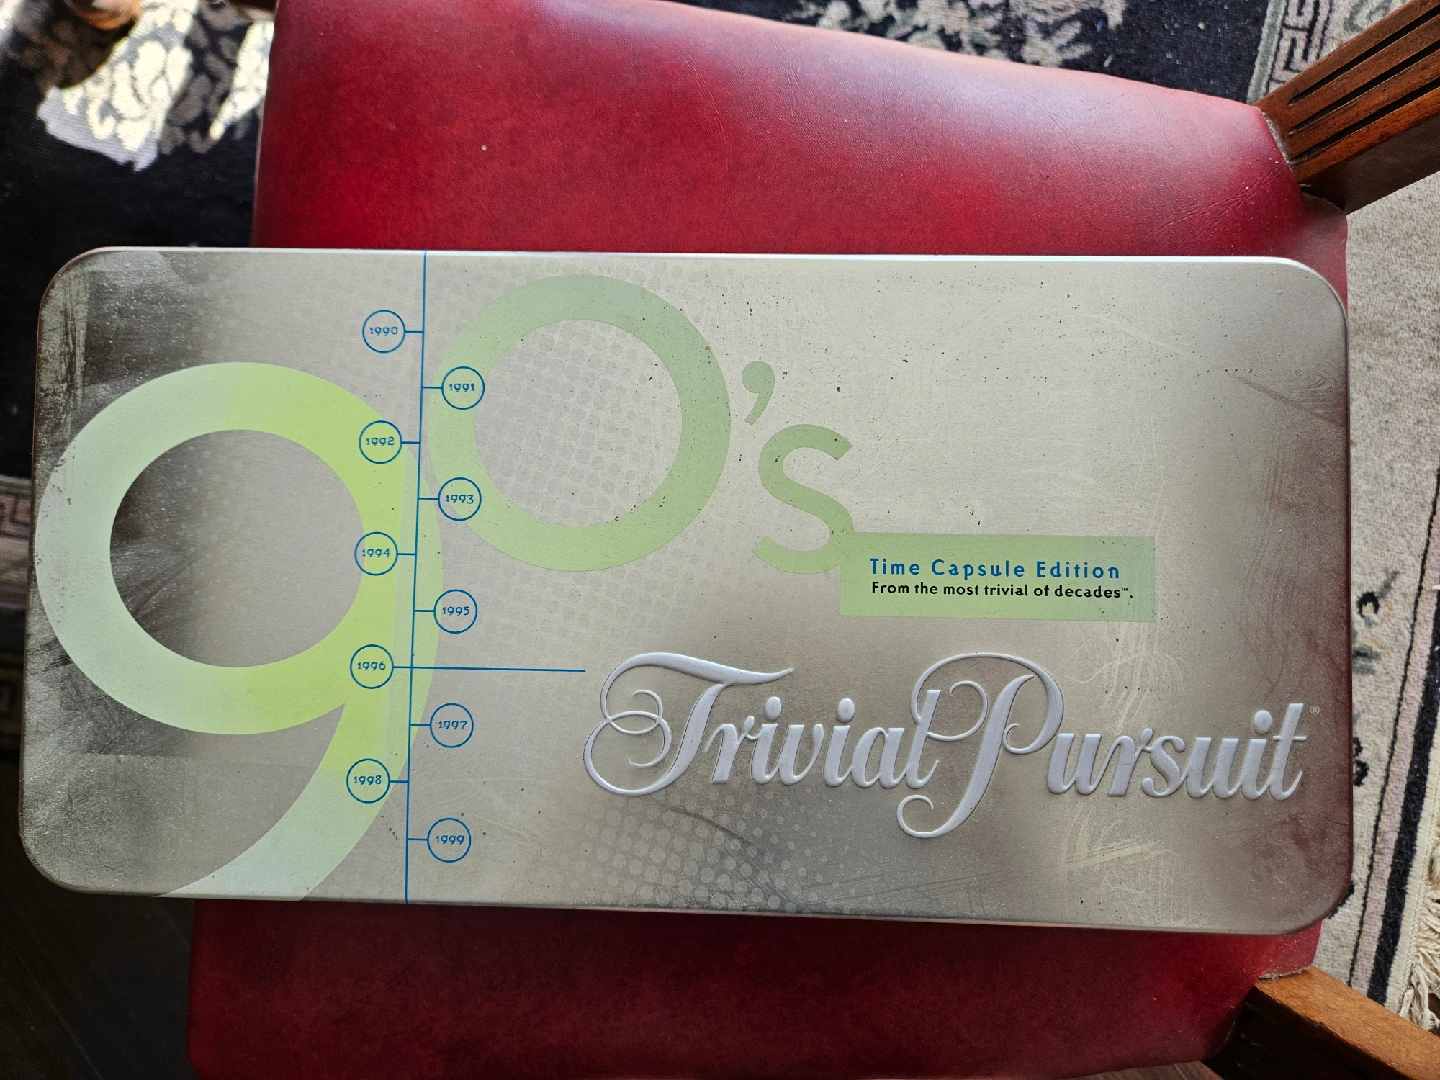 90's
1990
1991
1992
1993
1994
1995
1996
1997
1998
1999
Time Capsule Edition
From the most trivial of decades™.
Trivial Pursuit®